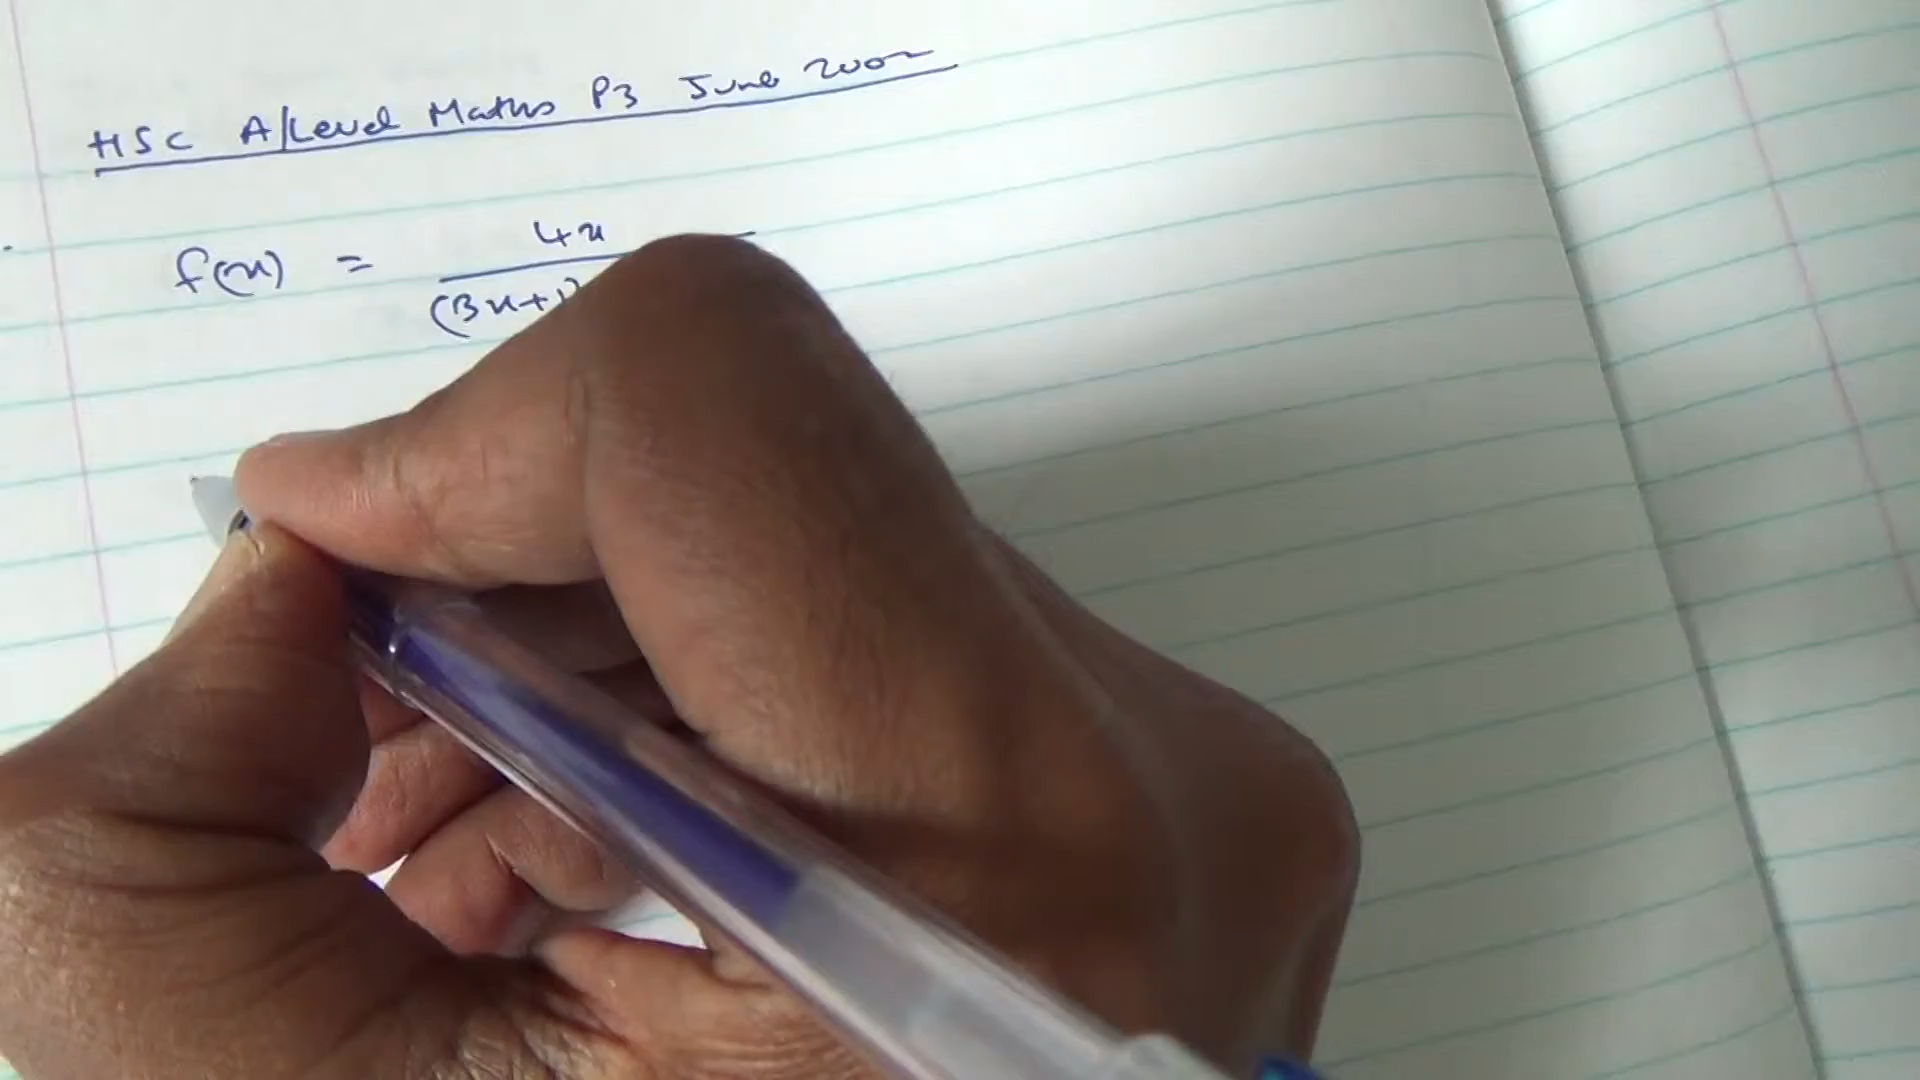 HSC A/Level Maths P3 June 2002
f(x) = 4x
(3x+1)